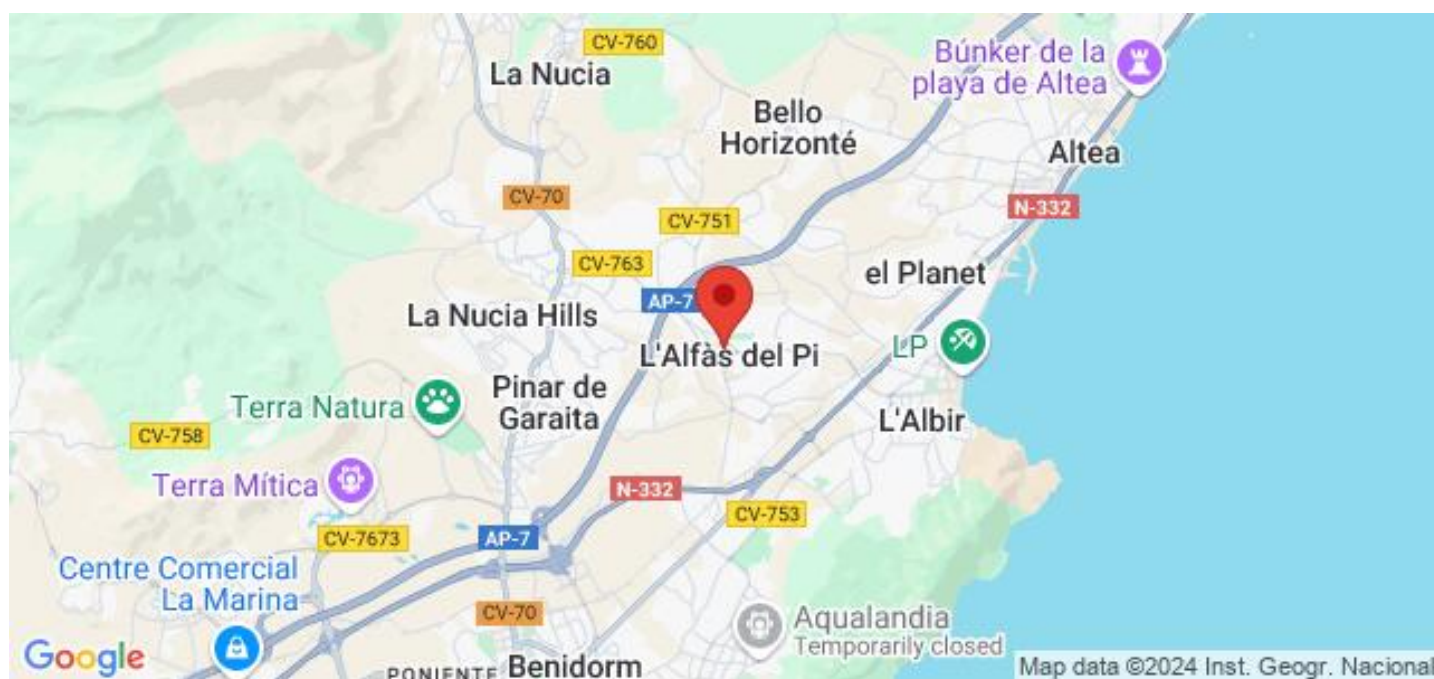 CV-760
La Nucia
Búnker de la
playa de Altea
Bello
Horizonté
Altea
CV-70
N-332
CV-751
CV-763
el Planet
AP-7
La Nucia Hills
L'Alfàs del Pi
LP
Pinar de
Garaita
Terra Natura
L'Albir
CV-758
Terra Mítica
N-332
CV-753
CV-7673
AP-7
Centre Comercial
La Marina
CV-70
Aqualandia
Temporarily closed
Google
PONIENTE
Benidorm
Map data ©2024 Inst. Geogr. Nacional